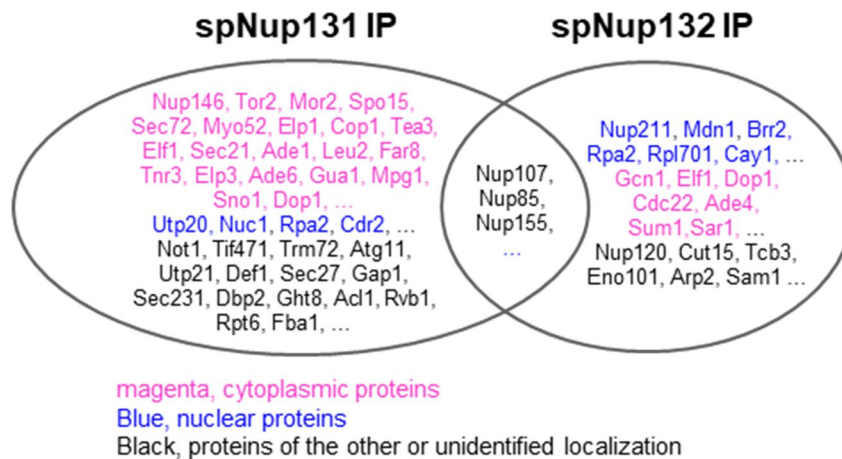 spNup131 IP
spNup132 IP
Nup146, Tor2, Mor2, Spo15,
Sec72, Myo52, Elp1, Cop1, Tea3,
Elf1, Sec21, Ade1, Leu2, Far8,
Tnr3, Elp3, Ade6, Gua1, Mpg1,
Sno1, Dop1, ...
Utp20, Nuc1, Rpa2, Cdr2, ...
Not1, Tif471, Trm72, Atg11,
Utp21, Def1, Sec27, Gap1,
Sec231, Dbp2, Ght8, Acl1, Rvb1,
Rpt6, Fba1, ...
Nup107,
Nup85,
Nup155,
...
Nup211, Mdn1, Brr2,
Rpa2, Rpl701, Cay1, ...
Gcn1, Elf1, Dop1,
Cdc22, Ade4,
Sum1,Sar1, ...
Nup120, Cut15, Tcb3,
Eno101, Arp2, Sam1 ...
magenta, cytoplasmic proteins
Blue, nuclear proteins
Black, proteins of the other or unidentified localization